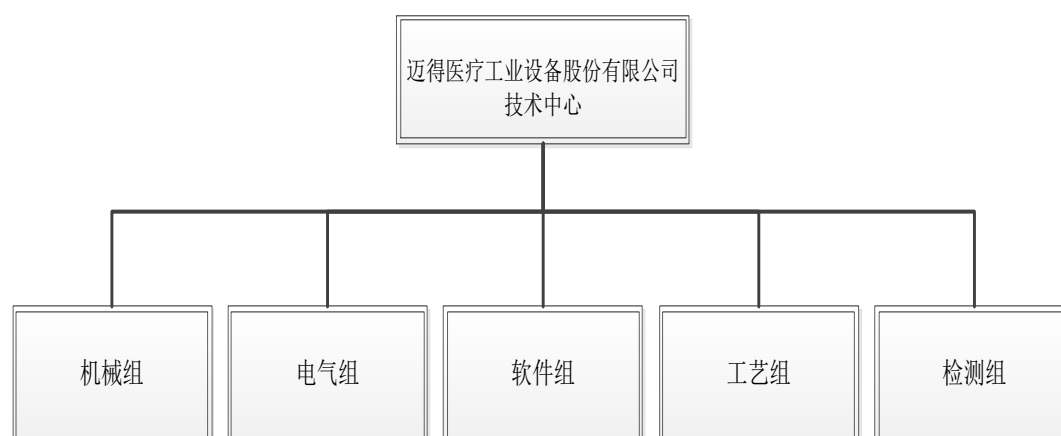 迈得医疗工业设备股份有限公司
技术中心
机械组
电气组
软件组
工艺组
检测组